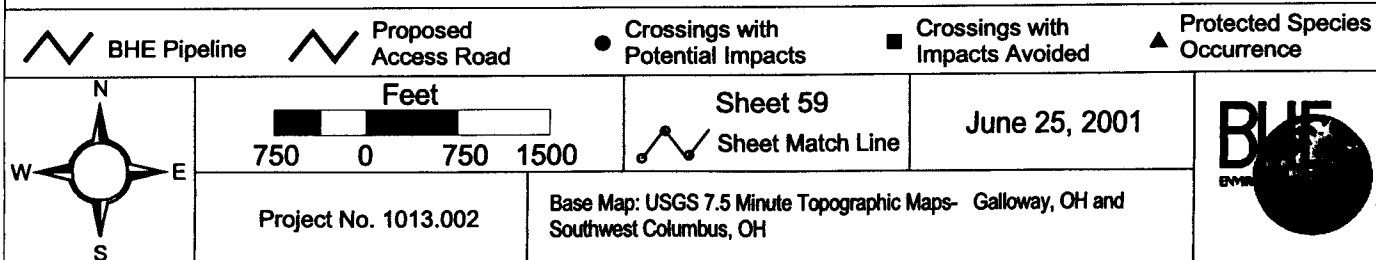 BHE Pipeline
Proposed
Access Road
Crossings with
Potential Impacts
Crossings with
Impacts Avoided
Protected Species
Occurrence
N
W
E
S
Feet
750 0 750 1500
Sheet 59
Sheet Match Line
June 25, 2001
BHE
Project No. 1013.002
Base Map: USGS 7.5 Minute Topographic Maps- Galloway, OH and
Southwest Columbus, OH